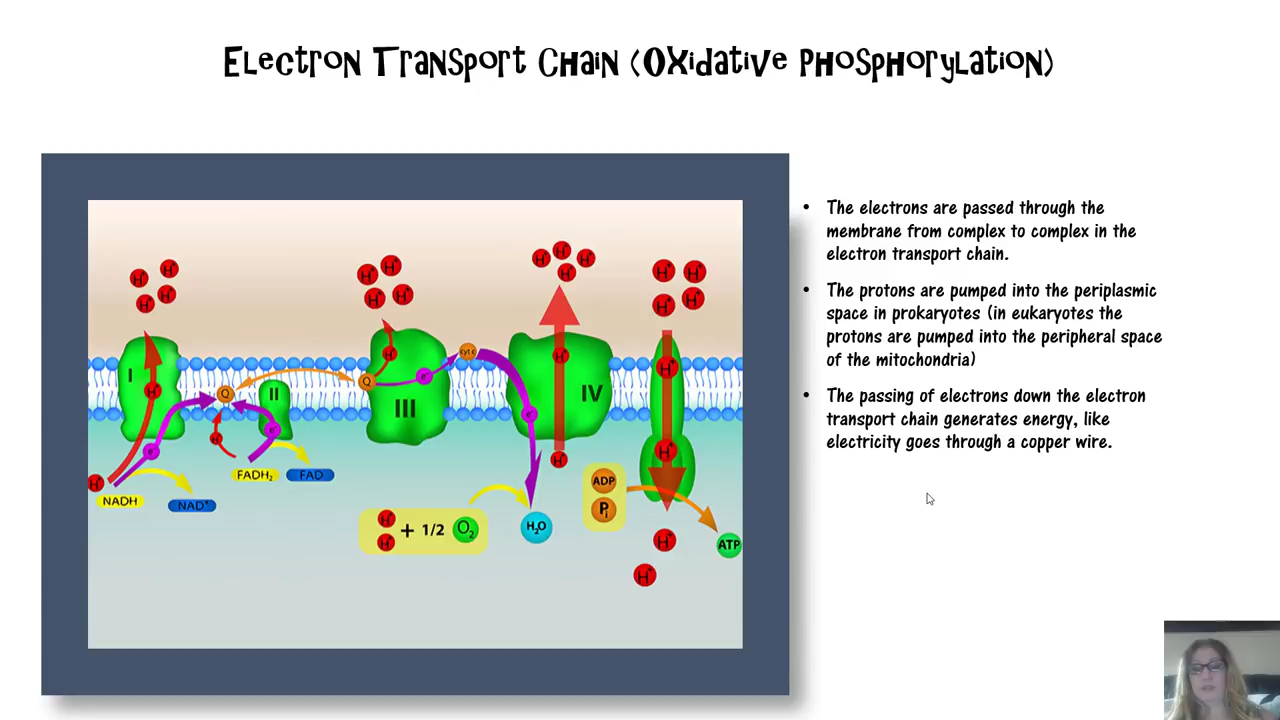 Electron Transport Chain (Oxidative Phosphorylation)
• The electrons are passed through the
membrane from complex to complex in the
electron transport chain.
• The protons are pumped into the periplasmic
space in prokaryotes (in eukaryotes the
protons are pumped into the peripheral space
of the mitochondria)
• The passing of electrons down the electron
transport chain generates energy, like
electricity goes through a copper wire.
H⁺ H⁺ H⁺ H⁺
H⁺ H⁺ H⁺ H⁺
H⁺ H⁺ H⁺ H⁺
H⁺ H⁺ H⁺ H⁺
I
H⁺
e⁻
H⁺
NADH
NAD⁺
Q
II
H⁺
e⁻
FADH₂
FAD
Q
H⁺
e⁻
III
cyt c
e⁻
H⁺
IV
H⁺
H⁺ H⁺ + 1/2 O₂
H₂O
H⁺
H⁺
ADP
Pi
ATP
H⁺
H⁺